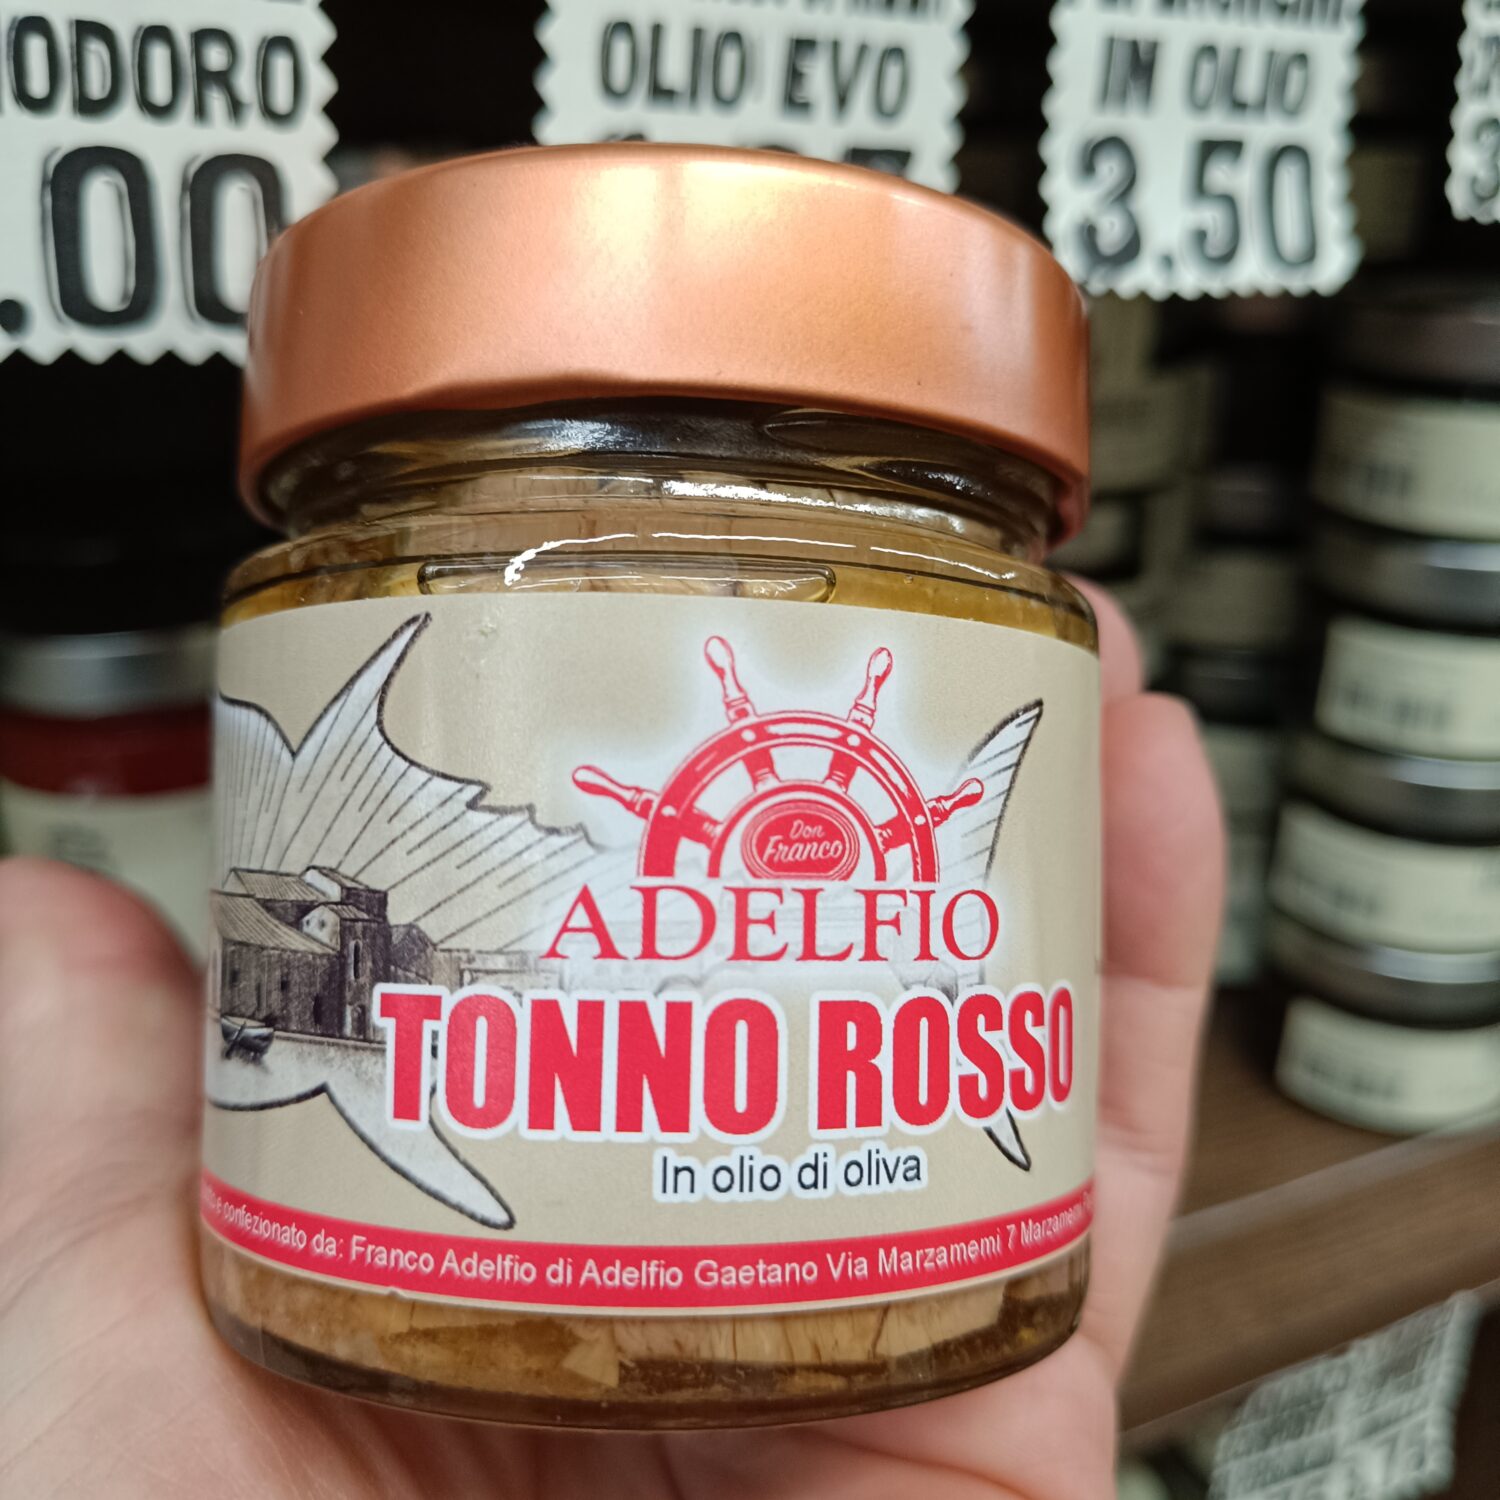 OLIO EVO
IN OLIO
3.50
.00
Don
Franco
ADELFIO
TONNO ROSSO
In olio di oliva
e confezionato da: Franco Adelfio di Adelfio Gaetano Via Marzamemi 7 Marzamemi